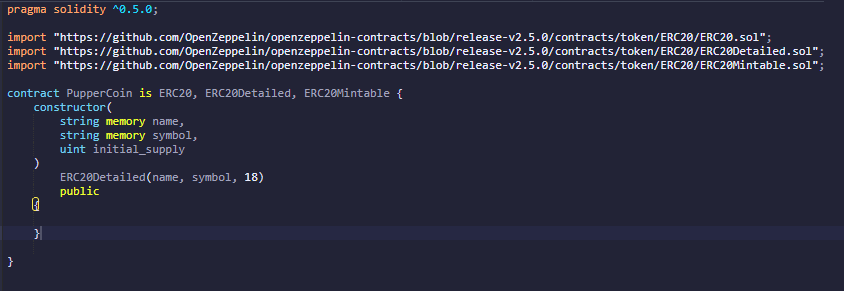 pragma solidity ^0.5.0;
import "https://github.com/OpenZeppelin/openzeppelin-contracts/blob/release-v2.5.0/contracts/token/ERC20/ERC20.sol";
import "https://github.com/OpenZeppelin/openzeppelin-contracts/blob/release-v2.5.0/contracts/token/ERC20/ERC20Detailed.sol";
import "https://github.com/OpenZeppelin/openzeppelin-contracts/blob/release-v2.5.0/contracts/token/ERC20/ERC20Mintable.sol";
contract PupperCoin is ERC20, ERC20Detailed, ERC20Mintable {
constructor(
string memory name,
string memory symbol,
uint initial_supply
)
ERC20Detailed(name, symbol, 18)
public
{
}
}